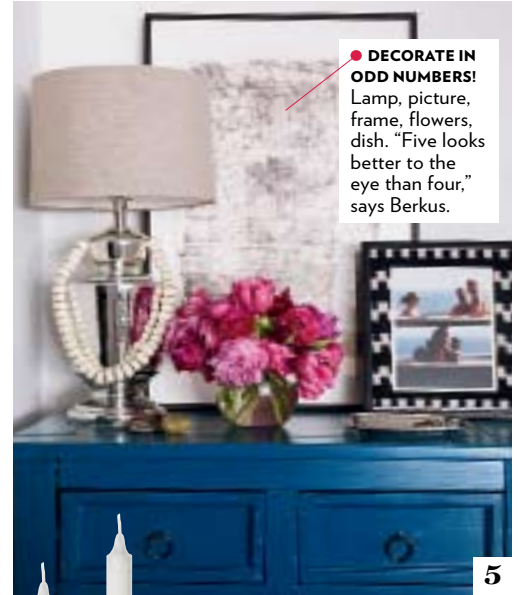 DECORATE IN
ODD NUMBERS!
Lamp, picture,
frame, flowers,
dish. “Five looks
better to the
eye than four,”
says Berkus.
5